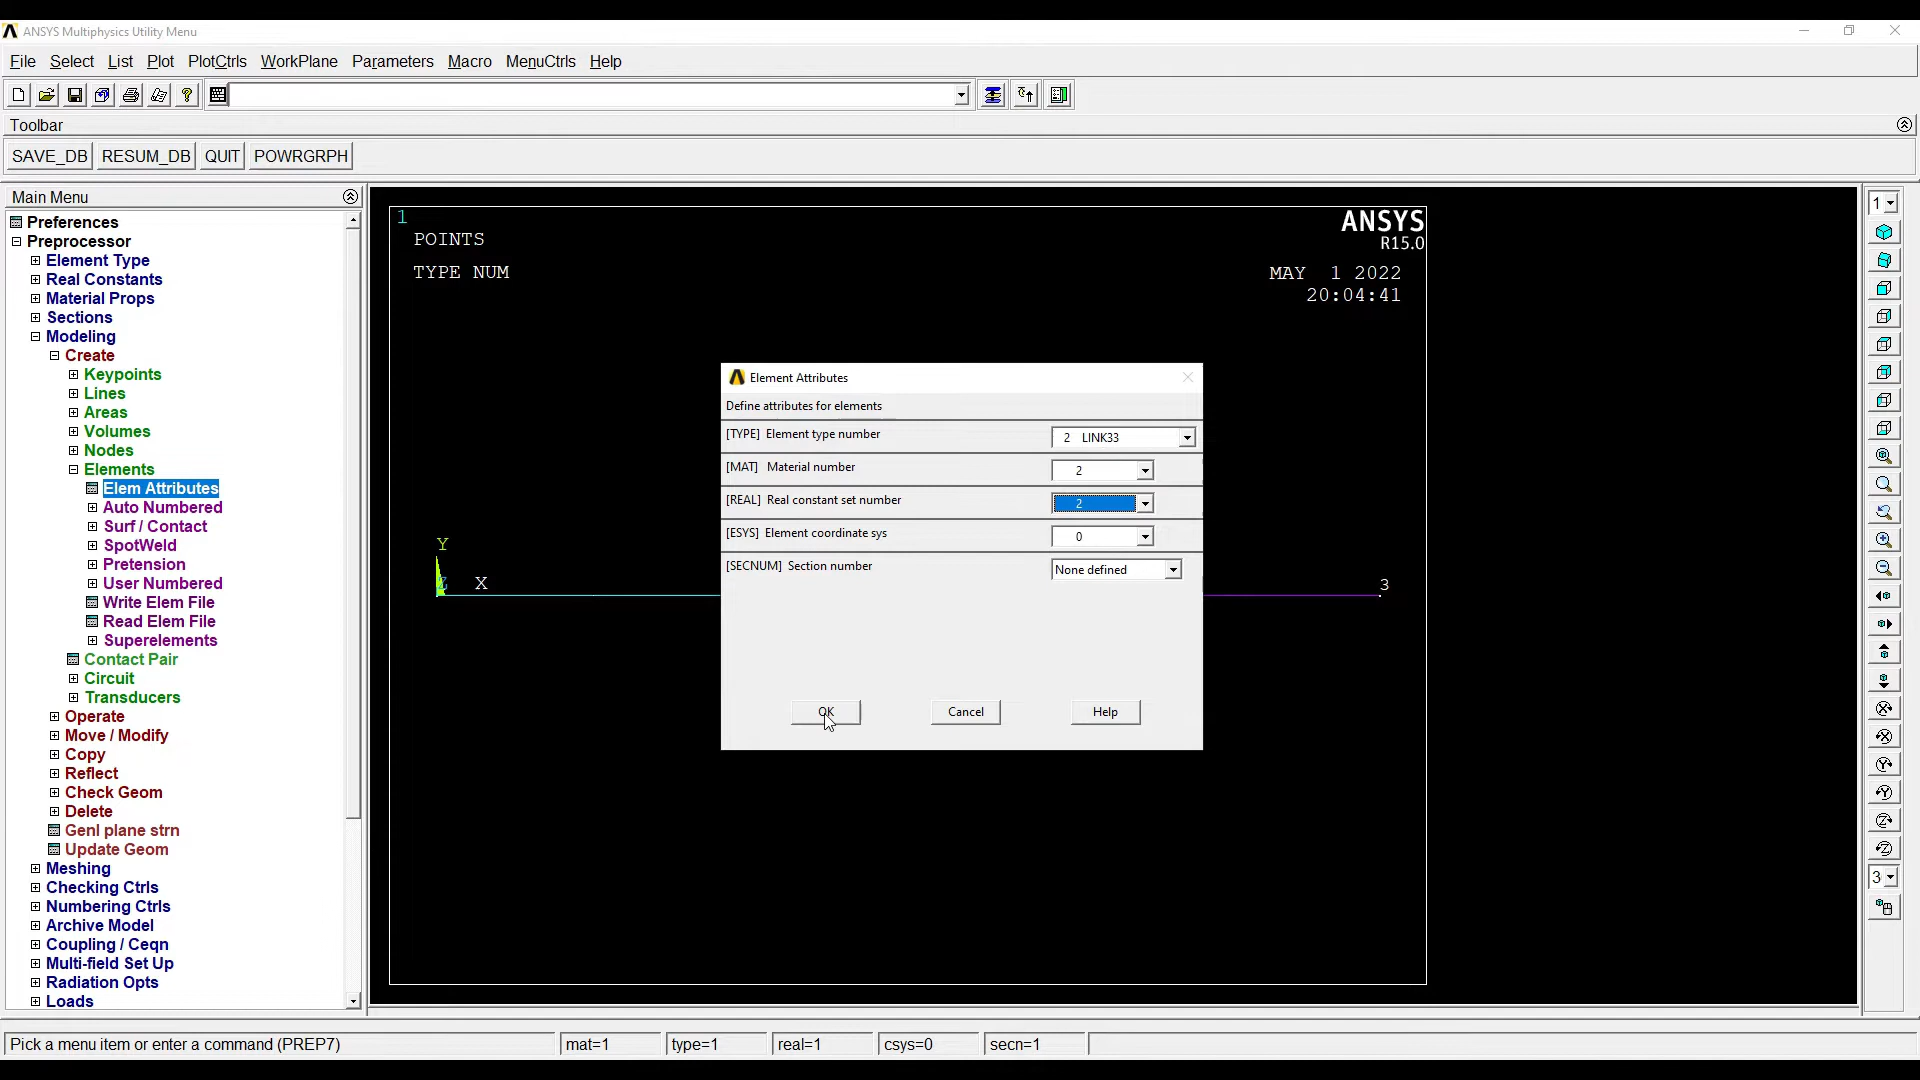 ANSYS Multiphysics Utility Menu
File Select List Plot PlotCtrls WorkPlane Parameters Macro MenuCtrls Help
Toolbar
SAVE_DB RESUM_DB QUIT POWRGRPH
Main Menu
Preferences
Preprocessor
Element Type
Real Constants
Material Props
Sections
Modeling
Create
Keypoints
Lines
Areas
Volumes
Nodes
Elements
Elem Attributes
Auto Numbered
Surf / Contact
SpotWeld
Pretension
User Numbered
Write Elem File
Read Elem File
Superelements
Contact Pair
Circuit
Transducers
Operate
Move / Modify
Copy
Reflect
Check Geom
Delete
Genl plane strn
Update Geom
Meshing
Checking Ctrls
Numbering Ctrls
Archive Model
Coupling / Ceqn
Multi-field Set Up
Radiation Opts
Loads
1
POINTS
TYPE NUM
ANSYS
R15.0
MAY 1 2022
20:04:41
Y
Z X
3
Element Attributes
Define attributes for elements
[TYPE] Element type number 2 LINK33
[MAT] Material number 2
[REAL] Real constant set number 2
[ESYS] Element coordinate sys 0
[SECNUM] Section number None defined
OK Cancel Help
1
3
Pick a menu item or enter a command (PREP7) mat=1 type=1 real=1 csys=0 secn=1